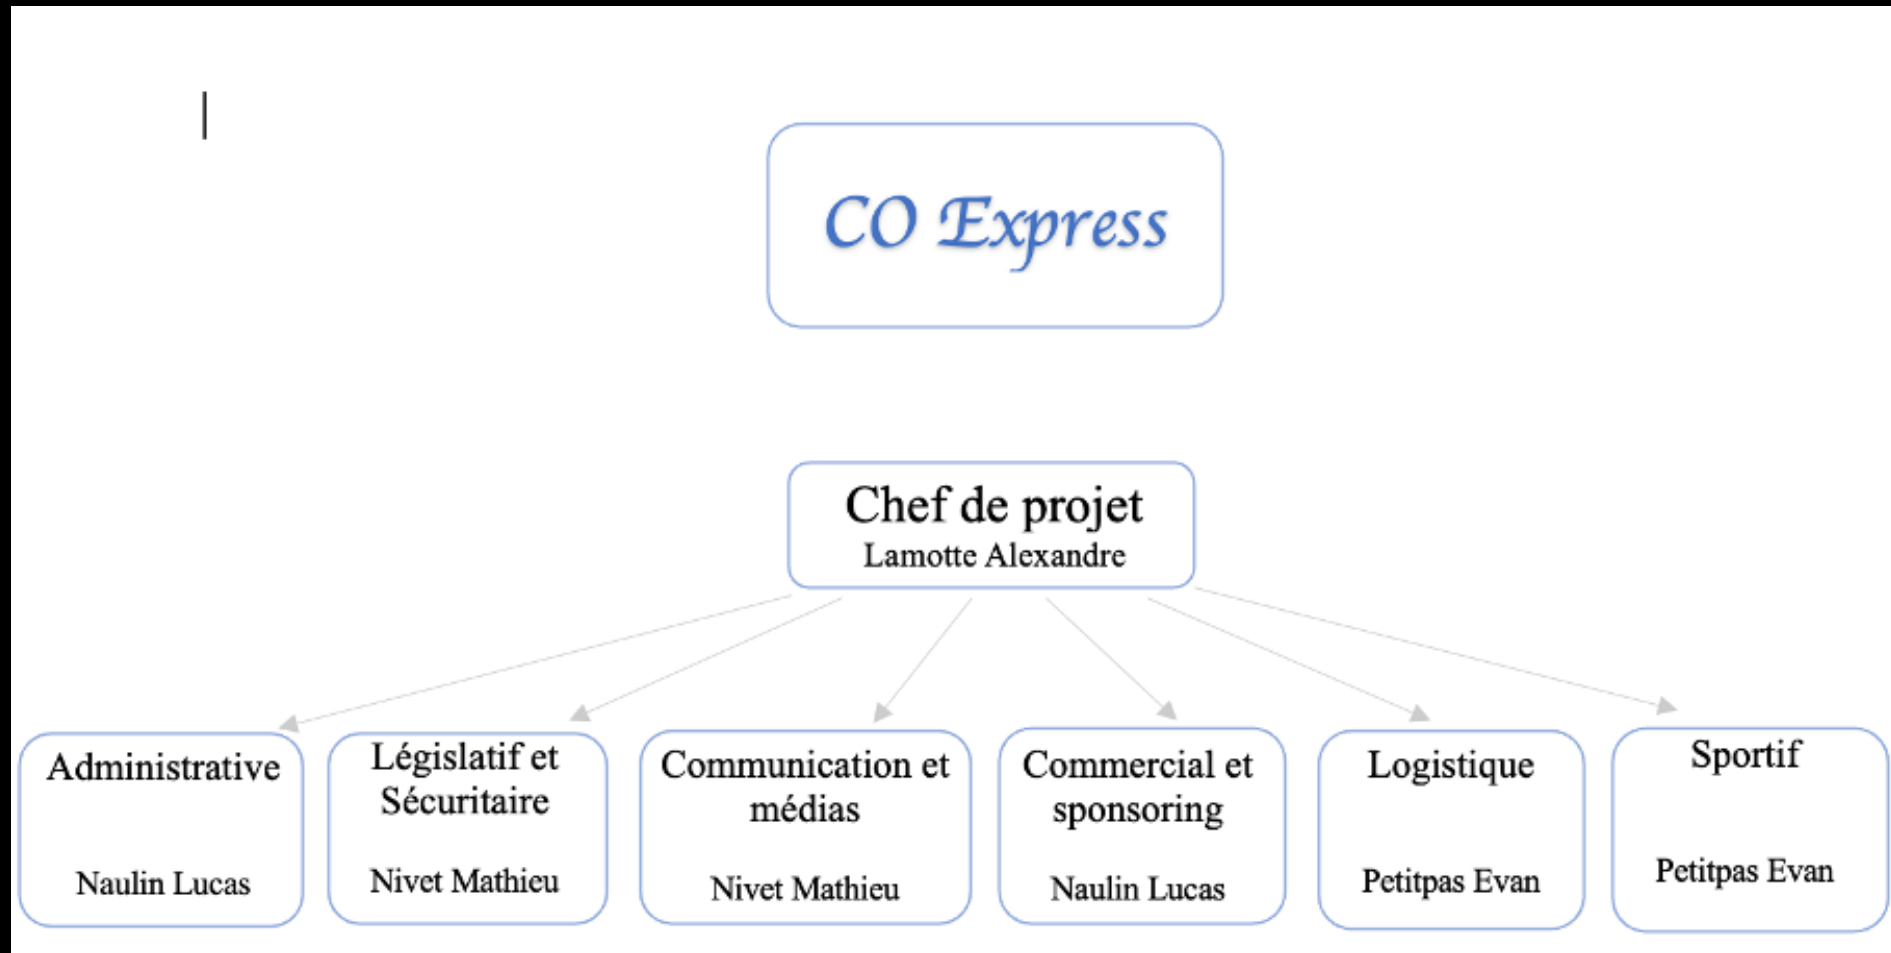 CO Express
Chef de projet
Lamotte Alexandre
Administrative
Naulin Lucas
Législatif et
Sécuritaire
Nivet Mathieu
Communication et
médias
Nivet Mathieu
Commercial et
sponsoring
Naulin Lucas
Logistique
Petitpas Evan
Sportif
Petitpas Evan